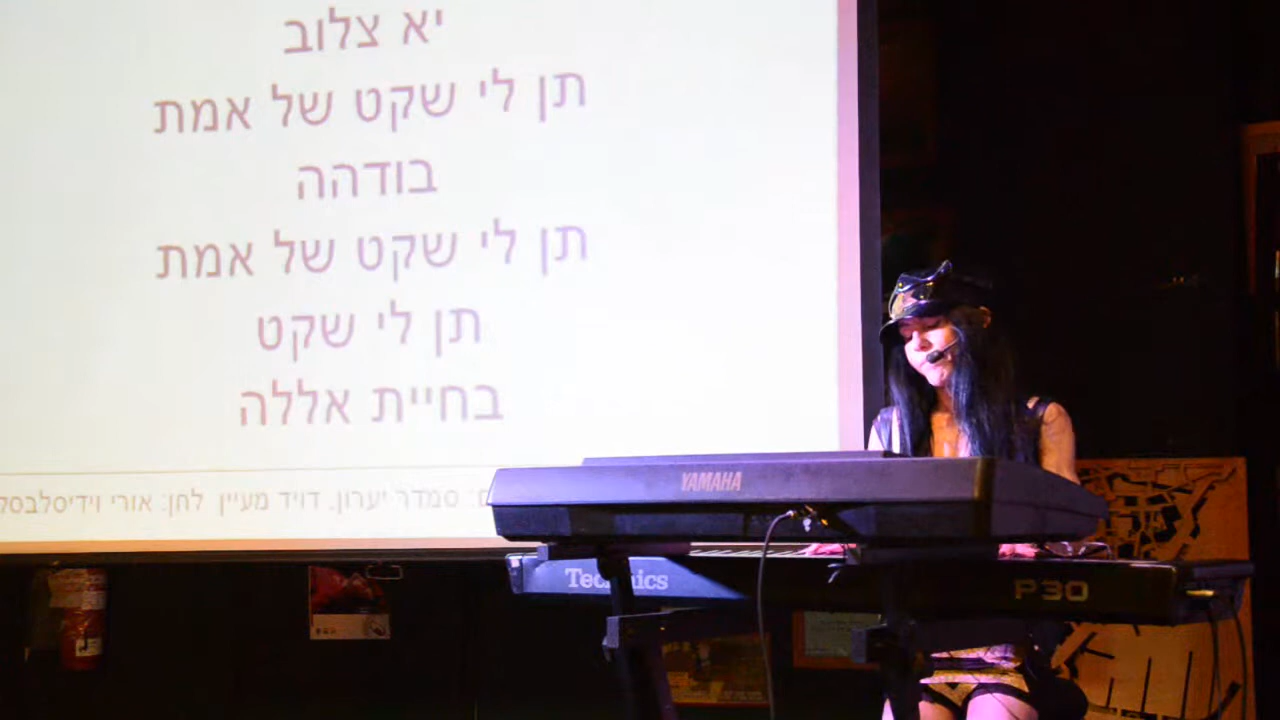 יא צלוב
תן לי שקט של אמת
בודהה
תן לי שקט של אמת
תן לי שקט
בחיית אללה
סמדר יערון, דויד מעיין לחן: אורי וידיסלבסקי
YAMAHA
Technics
P30